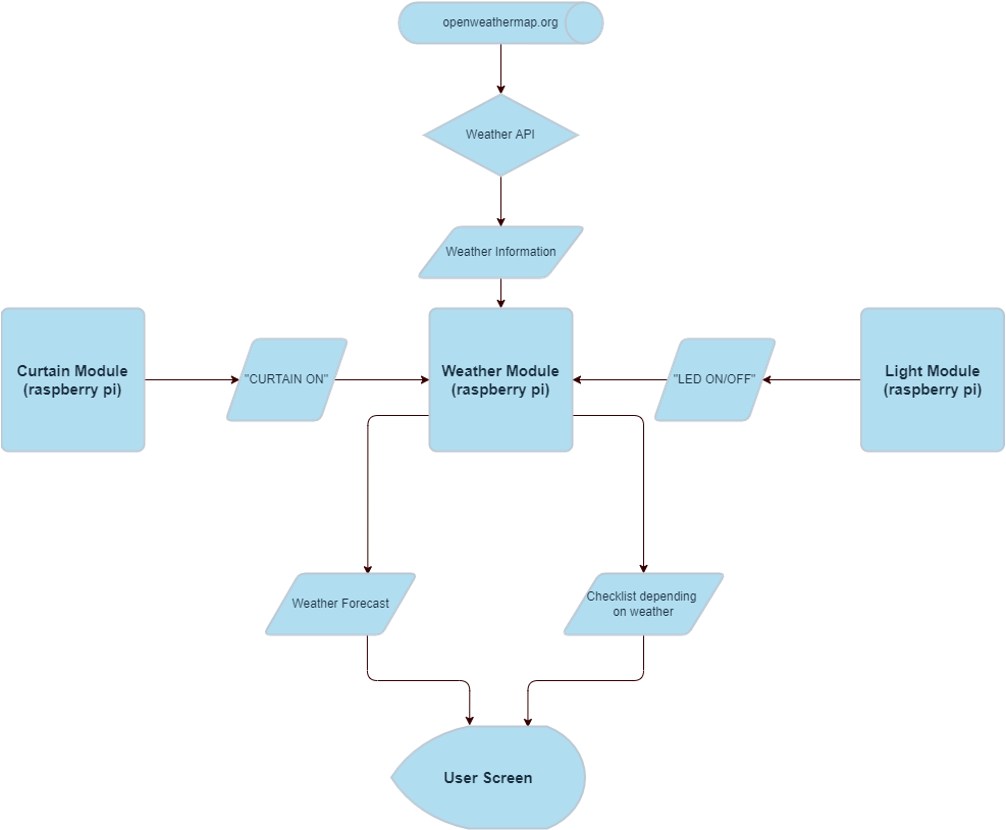 openweathermap.org
Weather API
Weather Information
Curtain Module
(raspberry pi)
"CURTAIN ON"
Weather Module
(raspberry pi)
"LED ON/OFF"
Light Module
(raspberry pi)
Weather Forecast
Checklist depending
on weather
User Screen